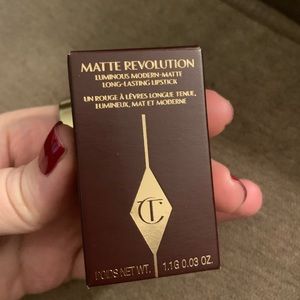 MATTE REVOLUTION
LUMINOUS MODERN-MATTE
LONG-LASTING LIPSTICK
UN ROUGE À LÈVRES LONGUE TENUE,
LUMINEUX, MAT ET MODERNE
CT
POIDS NET WT. 1.1G 0.03 OZ.